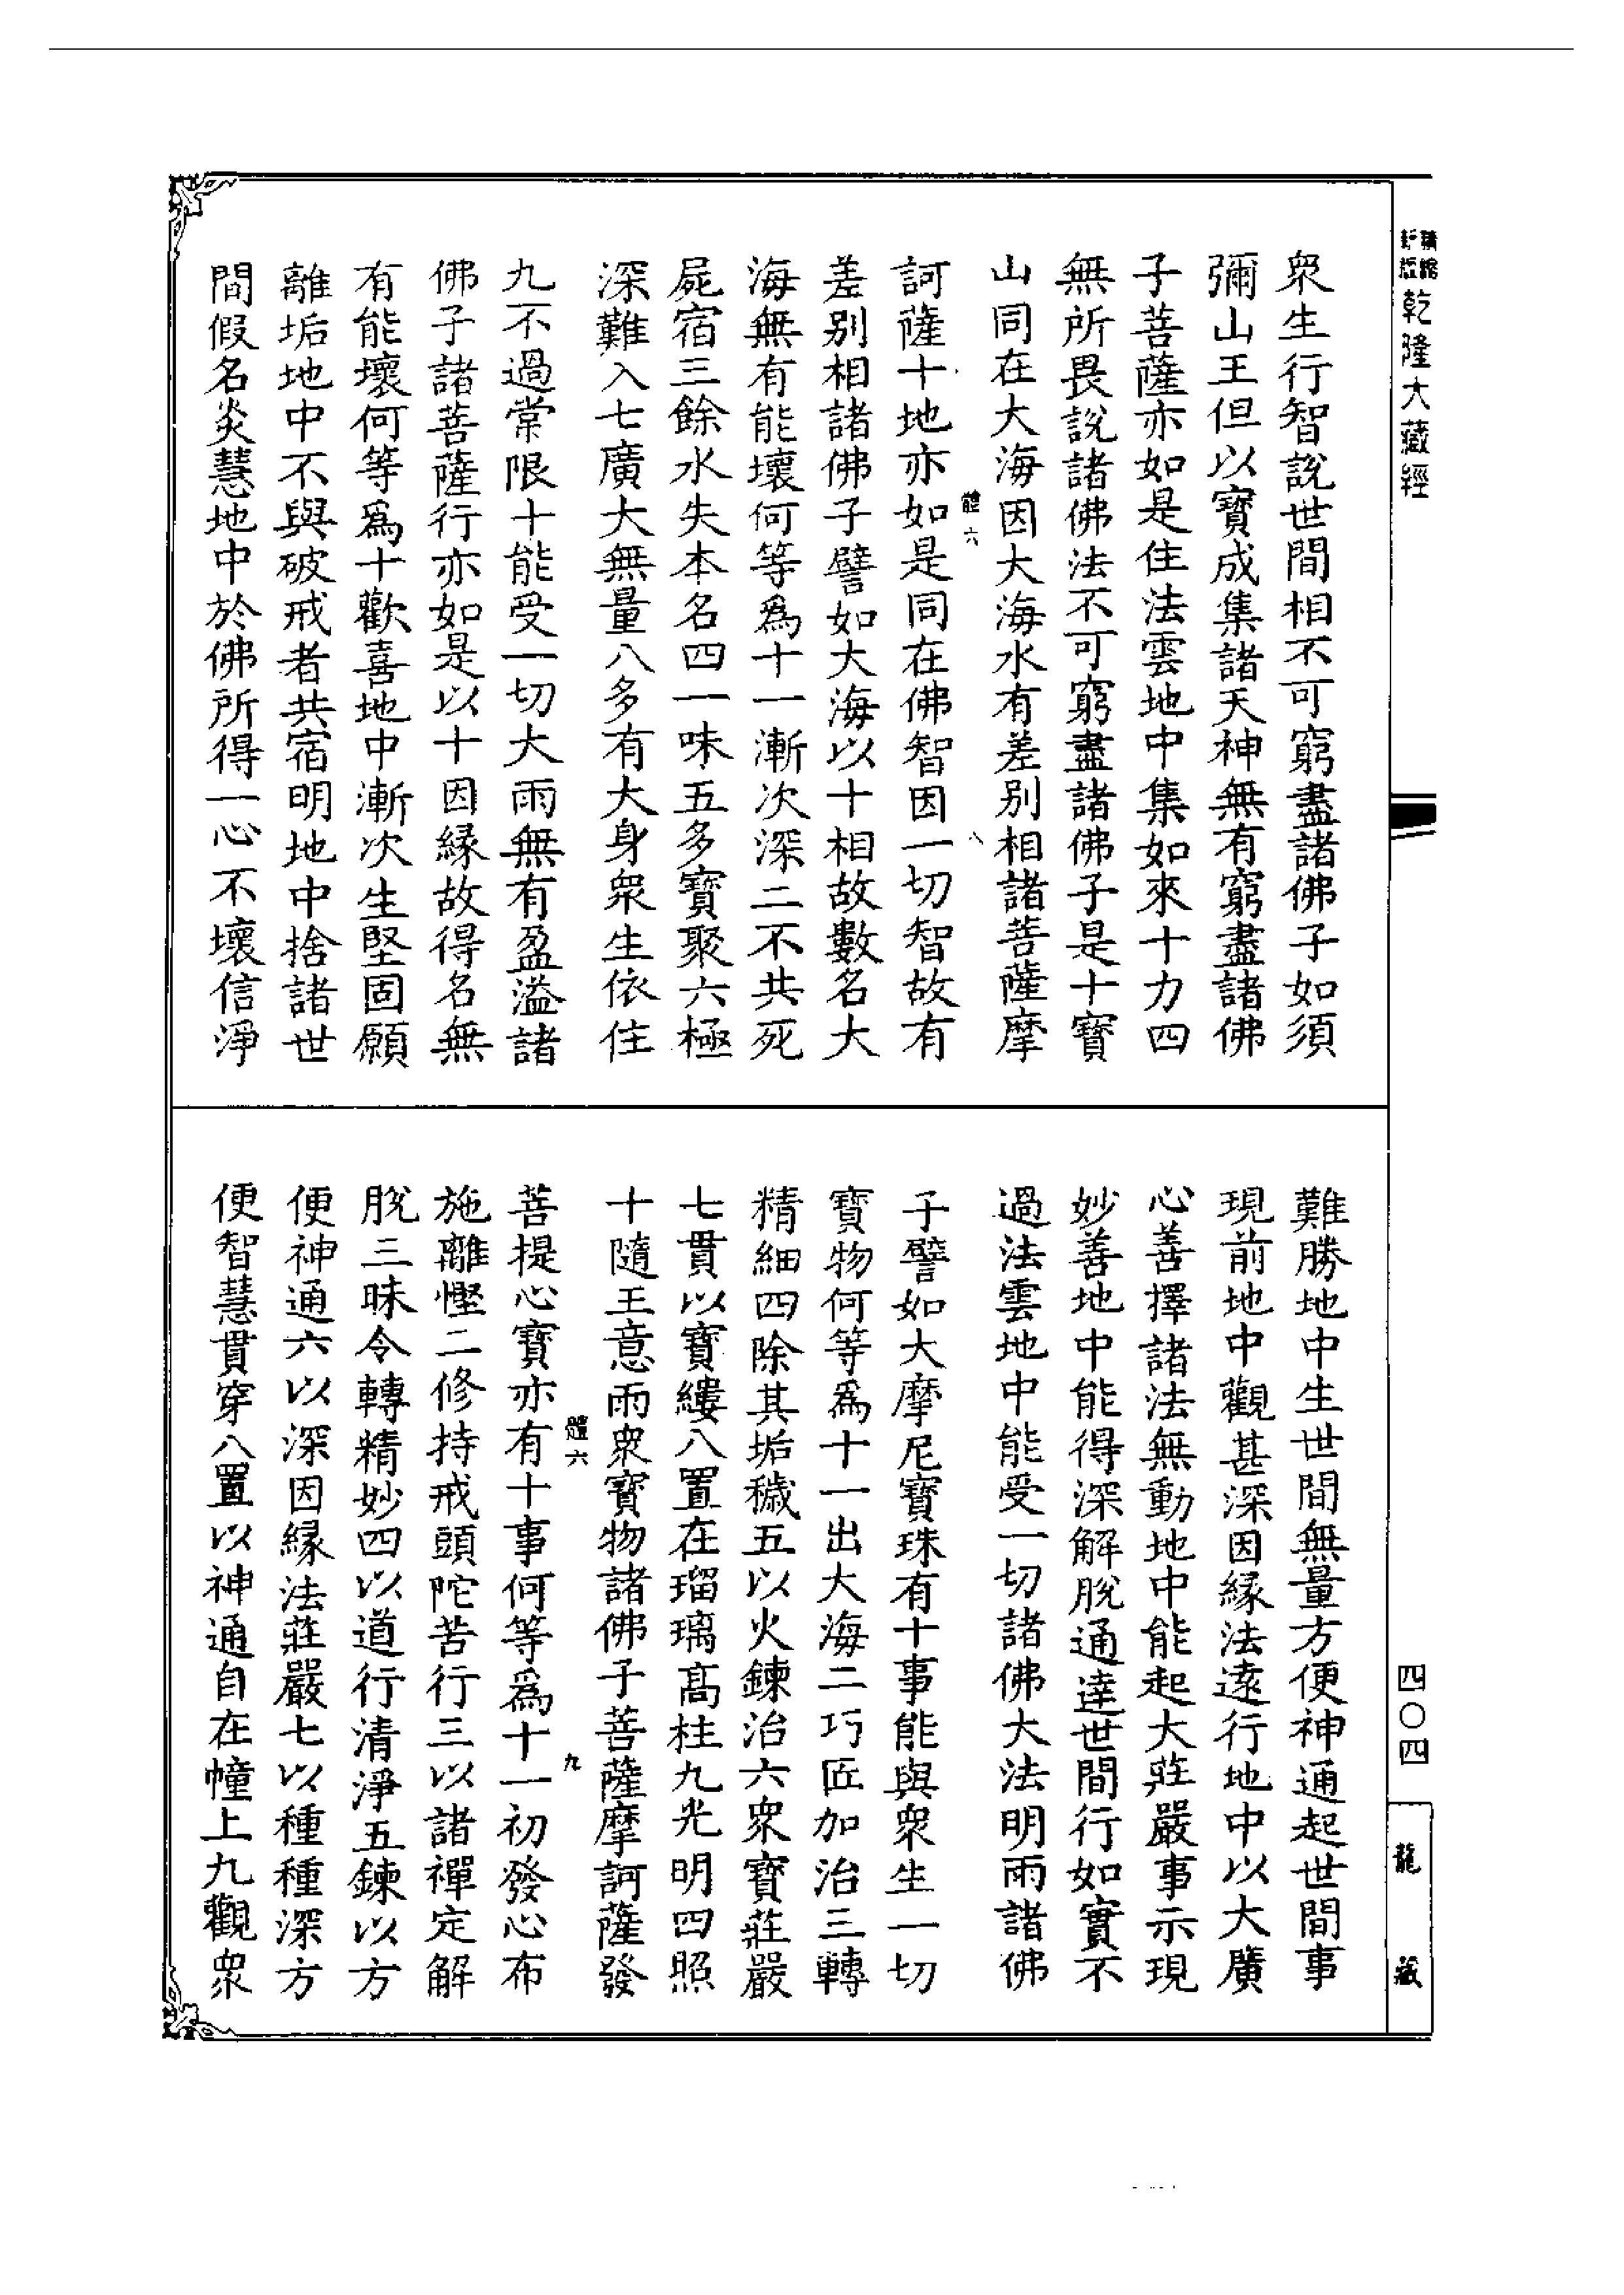 新編縮版乾隆大藏經
衆生行智說世間相不可窮盡諸佛子如須
彌山王但以寶成集諸天神無有窮盡諸佛
子菩薩亦如是住法雲地中集如來十力四
無所畏說諸佛法不可窮盡諸佛子是十寶
山同在大海因大海水有差別相諸菩薩摩
體六
八
訶薩十地亦如是同在佛智因一切智故有
差別相諸佛子譬如大海以十相故數名大
海無有能壞何等爲十一漸次深二不共死
屍宿三餘水失本名四一味五多寶聚六極
深難入七廣大無量八多有大身衆生依住
九不過常限十能受一切大雨無有盈溢諸
佛子諸菩薩行亦如是以十因緣故得名無
有能壞何等爲十歡喜地中漸次生堅固願
離垢地中不與破戒者共宿明地中捨諸世
間假名炎慧地中於佛所得一心不壞信淨
難勝地中生世間無量方便神通起世間事
現前地中觀甚深因緣法遠行地中以大廣
心善擇諸法無動地中能起大莊嚴事示現
妙善地中能得深解脫通達世間行如實不
過法雲地中能受一切諸佛大法明雨諸佛
子譬如大摩尼寶珠有十事能與衆生一切
寶物何等爲十一出大海二巧匠加治三轉
精細四除其垢穢五以火鍊治六衆寶莊嚴
七貫以寶縷八置在瑠璃高柱九光明四照
十隨王意雨衆寶物諸佛子菩薩摩訶薩發
體六
九
菩提心寶亦有十事何等爲十一初發心布
施離慳二修持戒頭陀苦行三以諸禪定解
脫三昧令轉精妙四以道行清淨五鍊以方
便神通六以深因緣法莊嚴七以種種深方
便智慧貫穿八置以神通自在幢上九觀衆
四〇四
龍藏